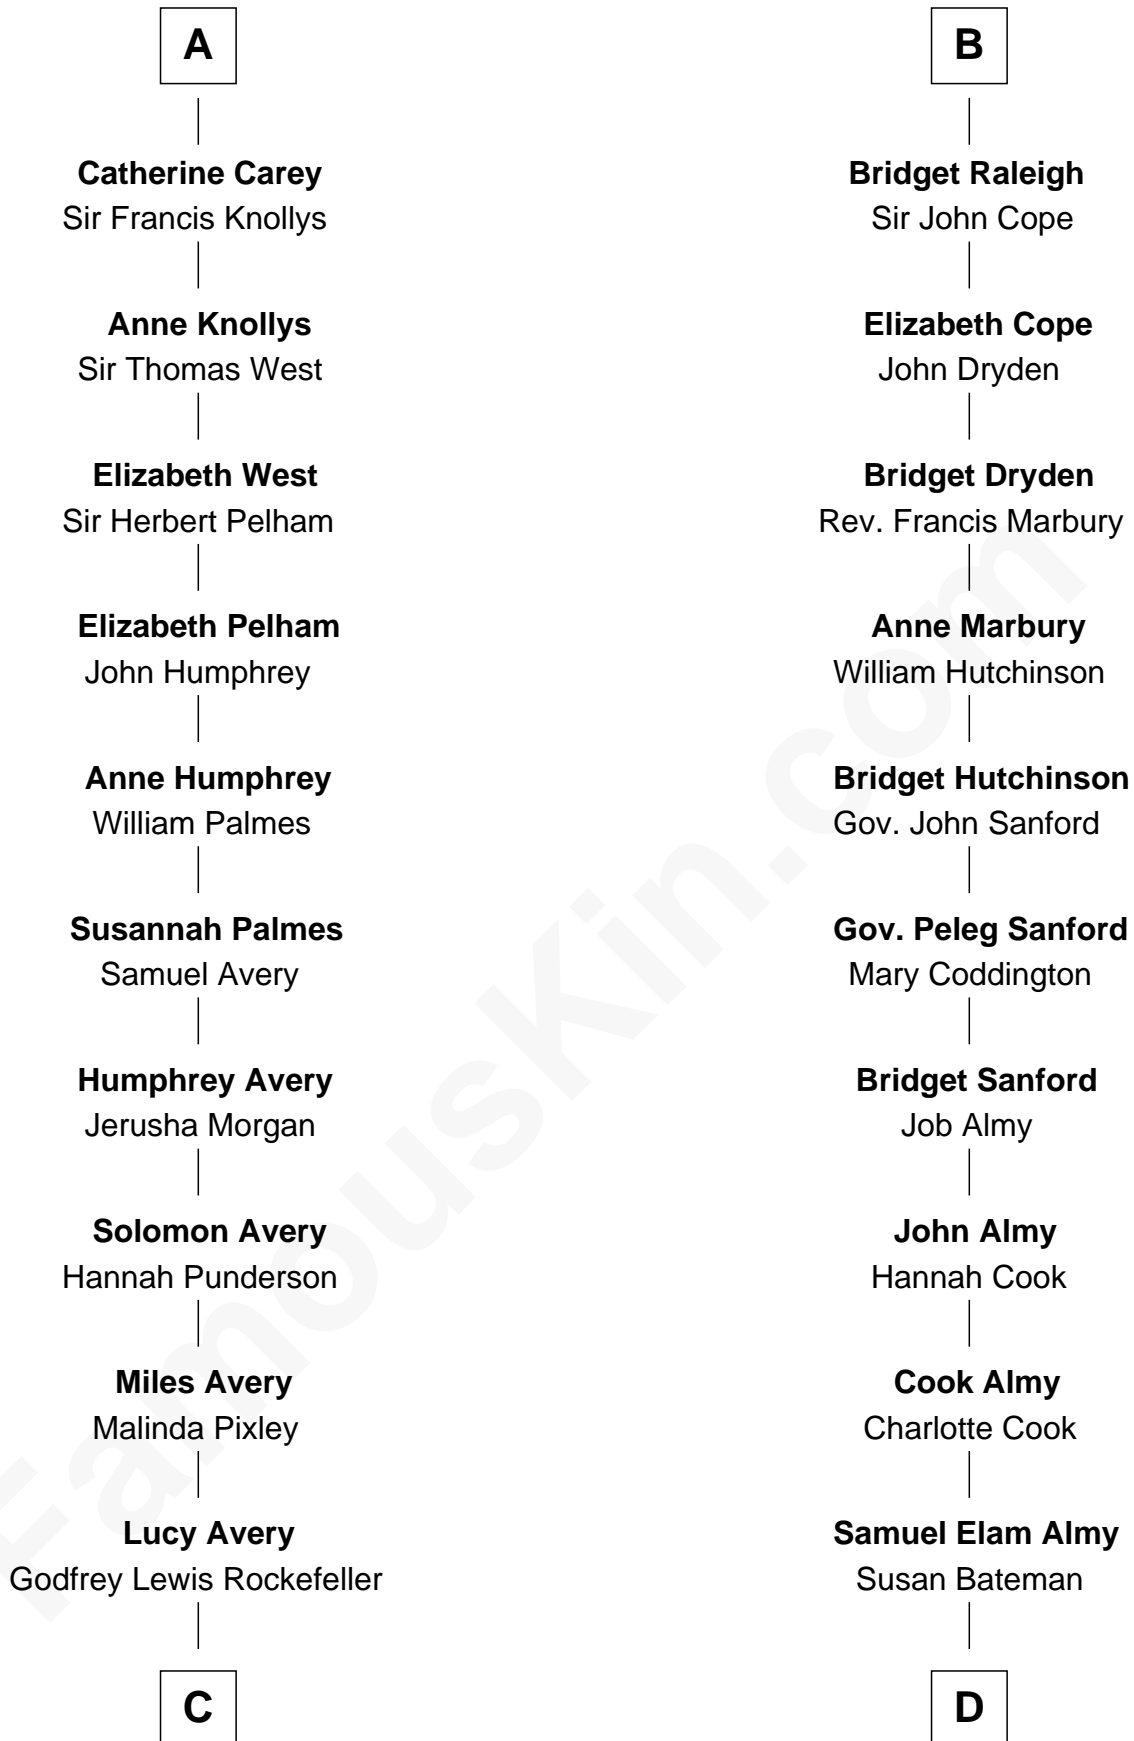 A
Catherine Carey
Sir Francis Knollys
Anne Knollys
Sir Thomas West
Elizabeth West
Sir Herbert Pelham
Elizabeth Pelham
John Humphrey
Anne Humphrey
William Palmes
Susannah Palmes
Samuel Avery
Humphrey Avery
Jerusha Morgan
Solomon Avery
Hannah Punderson
Miles Avery
Malinda Pixley
Lucy Avery
Godfrey Lewis Rockefeller
C
B
Bridget Raleigh
Sir John Cope
Elizabeth Cope
John Dryden
Bridget Dryden
Rev. Francis Marbury
Anne Marbury
William Hutchinson
Bridget Hutchinson
Gov. John Sanford
Gov. Peleg Sanford
Mary Coddington
Bridget Sanford
Job Almy
John Almy
Hannah Cook
Cook Almy
Charlotte Cook
Samuel Elam Almy
Susan Bateman
D
FamousKin.com